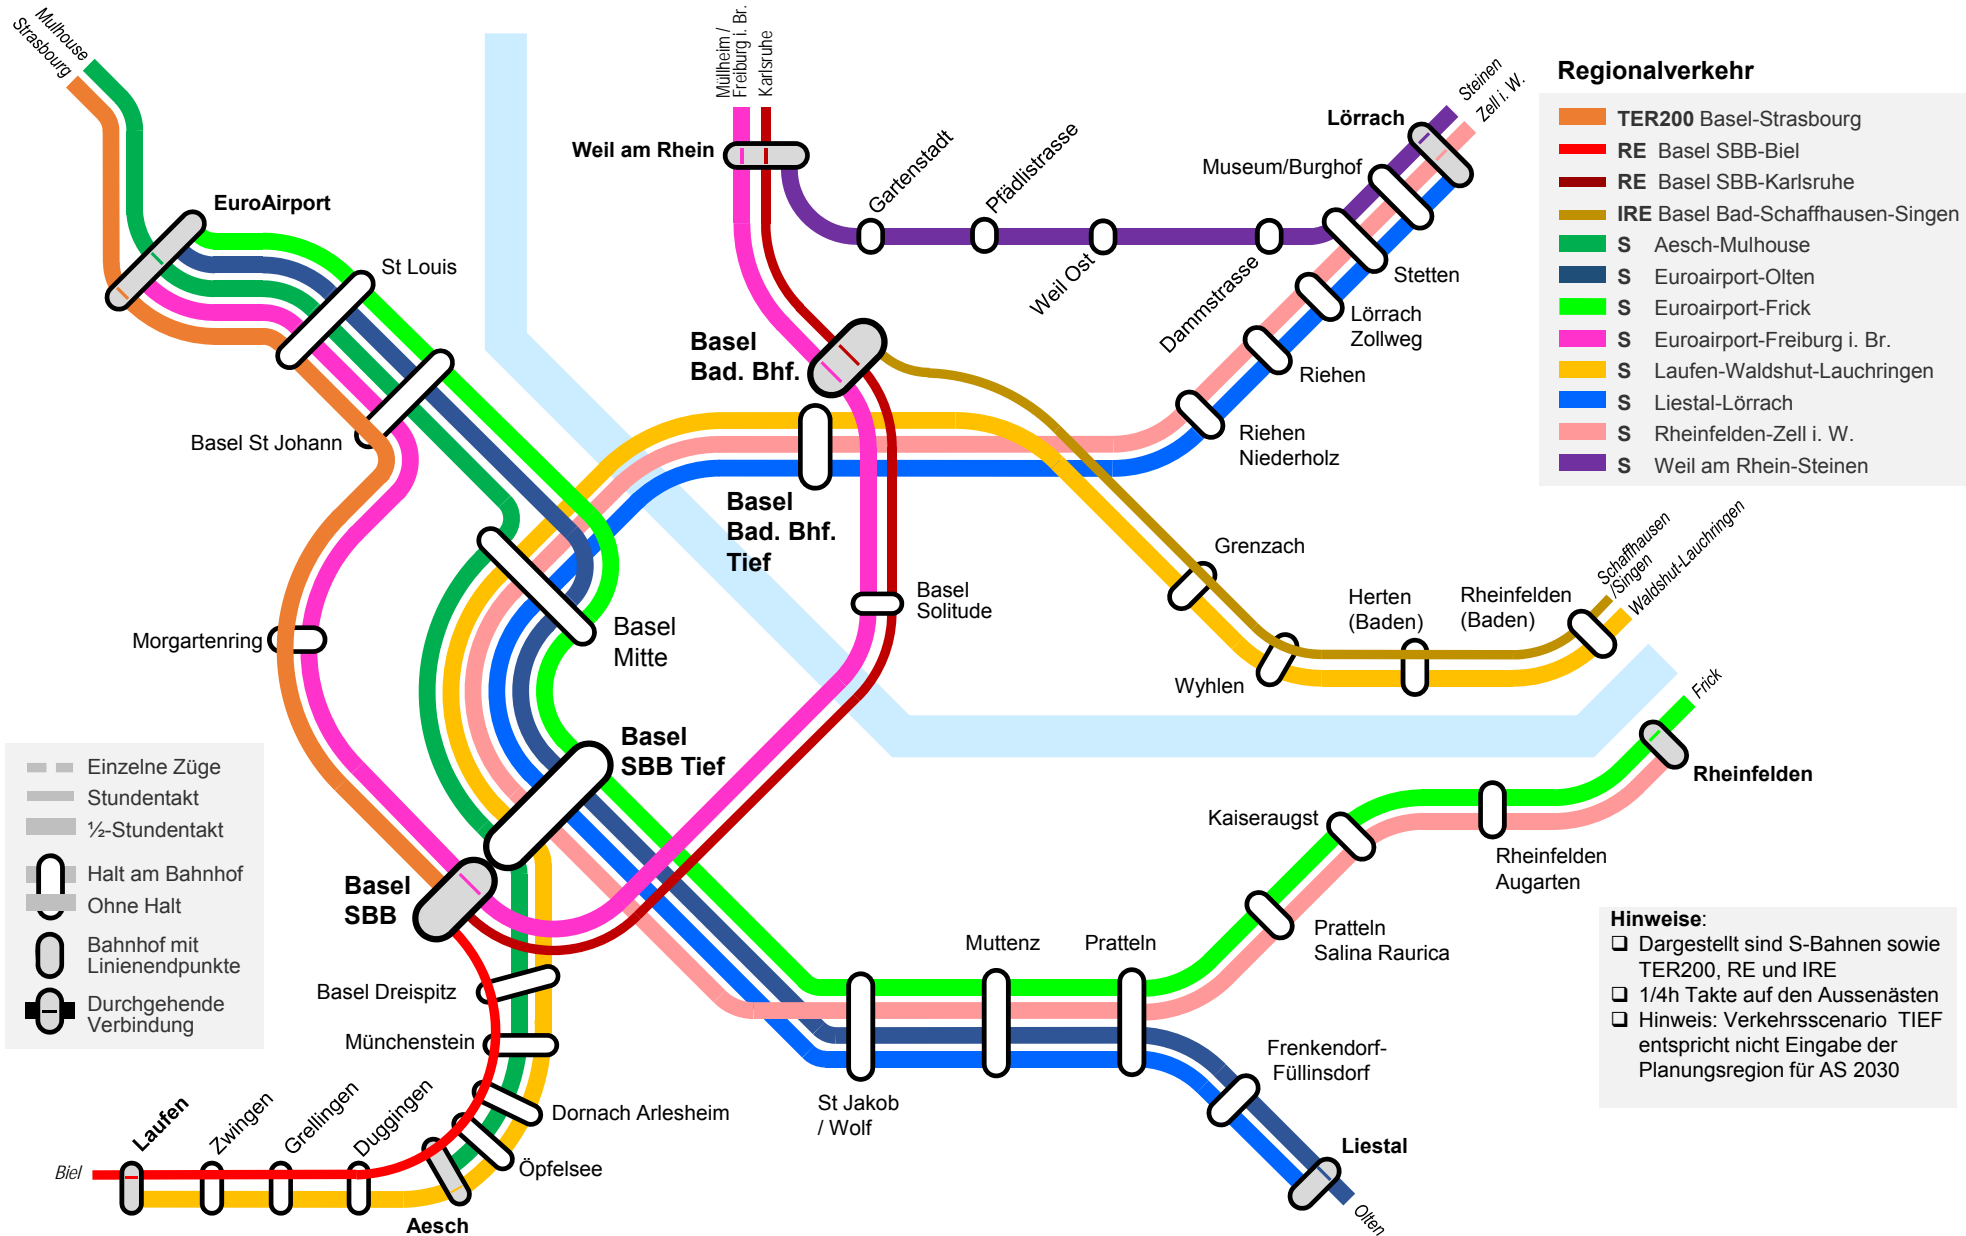 Mulhouse
Strasbourg
EuroAirport
St Louis
Basel St Johann
Morgartenring
Müllheim /
Freiburg i. Br.
Karlsruhe
Weil am Rhein
Gartenstadt
Pfädlistrasse
Weil Ost
Dammstrasse
Lörrach
Steinen
Zell i. W.
Museum/Burghof
Stetten
Lörrach
Zollweg
Riehen
Riehen
Niederholz
Basel
Bad. Bhf.
Basel
Bad. Bhf.
Tief
Basel
Solitude
Basel
Mitte
Basel
SBB Tief
Basel
SBB
Grenzach
Wyhlen
Herten
(Baden)
Rheinfelden
(Baden)
Schaffhausen
/Singen
Waldshut-Lauchringen
Frick
Rheinfelden
Kaiseraugst
Rheinfelden
Augarten
Pratteln
Salina Raurica
Muttenz
Pratteln
St Jakob
/ Wolf
Frenkendorf-
Füllinsdorf
Liestal
Olten
Basel Dreispitz
Münchenstein
Dornach Arlesheim
Öpfelsee
Aesch
Duggingen
Grellingen
Zwingen
Laufen
Biel
Regionalverkehr
TER200 Basel-Strasbourg
RE Basel SBB-Biel
RE Basel SBB-Karlsruhe
IRE Basel Bad-Schaffhausen-Singen
S Aesch-Mulhouse
S Euroairport-Olten
S Euroairport-Frick
S Euroairport-Freiburg i. Br.
S Laufen-Waldshut-Lauchringen
S Liestal-Lörrach
S Rheinfelden-Zell i. W.
S Weil am Rhein-Steinen
Einzelne Züge
Stundentakt
½-Stundentakt
Halt am Bahnhof
Ohne Halt
Bahnhof mit
Linienendpunkte
Durchgehende
Verbindung
Hinweise:
❑ Dargestellt sind S-Bahnen sowie
TER200, RE und IRE
❑ 1/4h Takte auf den Aussenästen
❑ Hinweis: Verkehrsscenario TIEF
entspricht nicht Eingabe der
Planungsregion für AS 2030